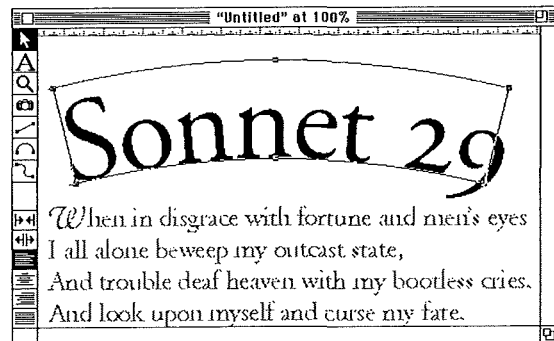 "Untitled" at 100%
A
Sonnet 29
When in disgrace with fortune and men's eyes
I all alone beweep my outcast state,
And trouble deaf heaven with my bootless cries.
And look upon myself and curse my fate.